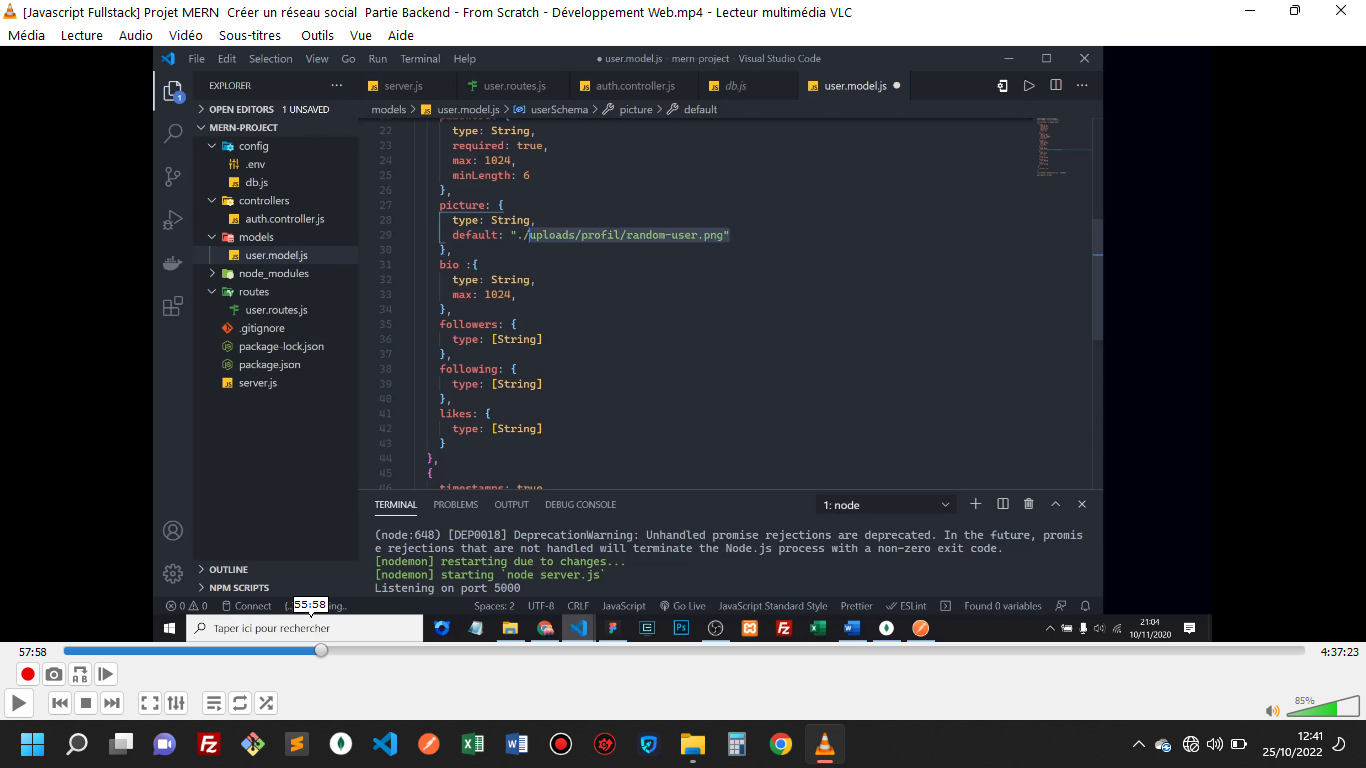 [Javascript Fullstack] Projet MERN Créer un réseau social Partie Backend - From Scratch - Développement Web.mp4 - Lecteur multimédia VLC
Média Lecture Audio Vidéo Sous-titres Outils Vue Aide
File Edit Selection View Go Run Terminal Help
● user.model.js - mern-project - Visual Studio Code
EXPLORER
OPEN EDITORS 1 UNSAVED
MERN-PROJECT
config
.env
db.js
controllers
auth.controller.js
models
user.model.js
node_modules
routes
user.routes.js
.gitignore
package-lock.json
package.json
server.js
OUTLINE
NPM SCRIPTS
1
server.js user.routes.js auth.controller.js db.js user.model.js ●
models > user.model.js > userSchema > picture > default
22 type: String,
23 required: true,
24 max: 1024,
25 minLength: 6
26 },
27 picture: {
28 type: String,
29 default: "./uploads/profil/random-user.png"
30 },
31 bio :{
32 type: String,
33 max: 1024,
34 },
35 followers: {
36 type: [String]
37 },
38 following: {
39 type: [String]
40 },
41 likes: {
42 type: [String]
43 }
44 },
45 {
46 timestamps: true
TERMINAL PROBLEMS OUTPUT DEBUG CONSOLE
1: node
(node:648) [DEP0018] DeprecationWarning: Unhandled promise rejections are deprecated. In the future, promis
e rejections that are not handled will terminate the Node.js process with a non-zero exit code.
[nodemon] restarting due to changes...
[nodemon] starting `node server.js`
Listening on port 5000
0 0 Connect
55:58
Spaces: 2 UTF-8 CRLF JavaScript Go Live JavaScript Standard Style Prettier ESLint Found 0 variables
Taper ici pour rechercher
21:04
10/11/2020
57:58
4:37:23
85%
12:41
25/10/2022